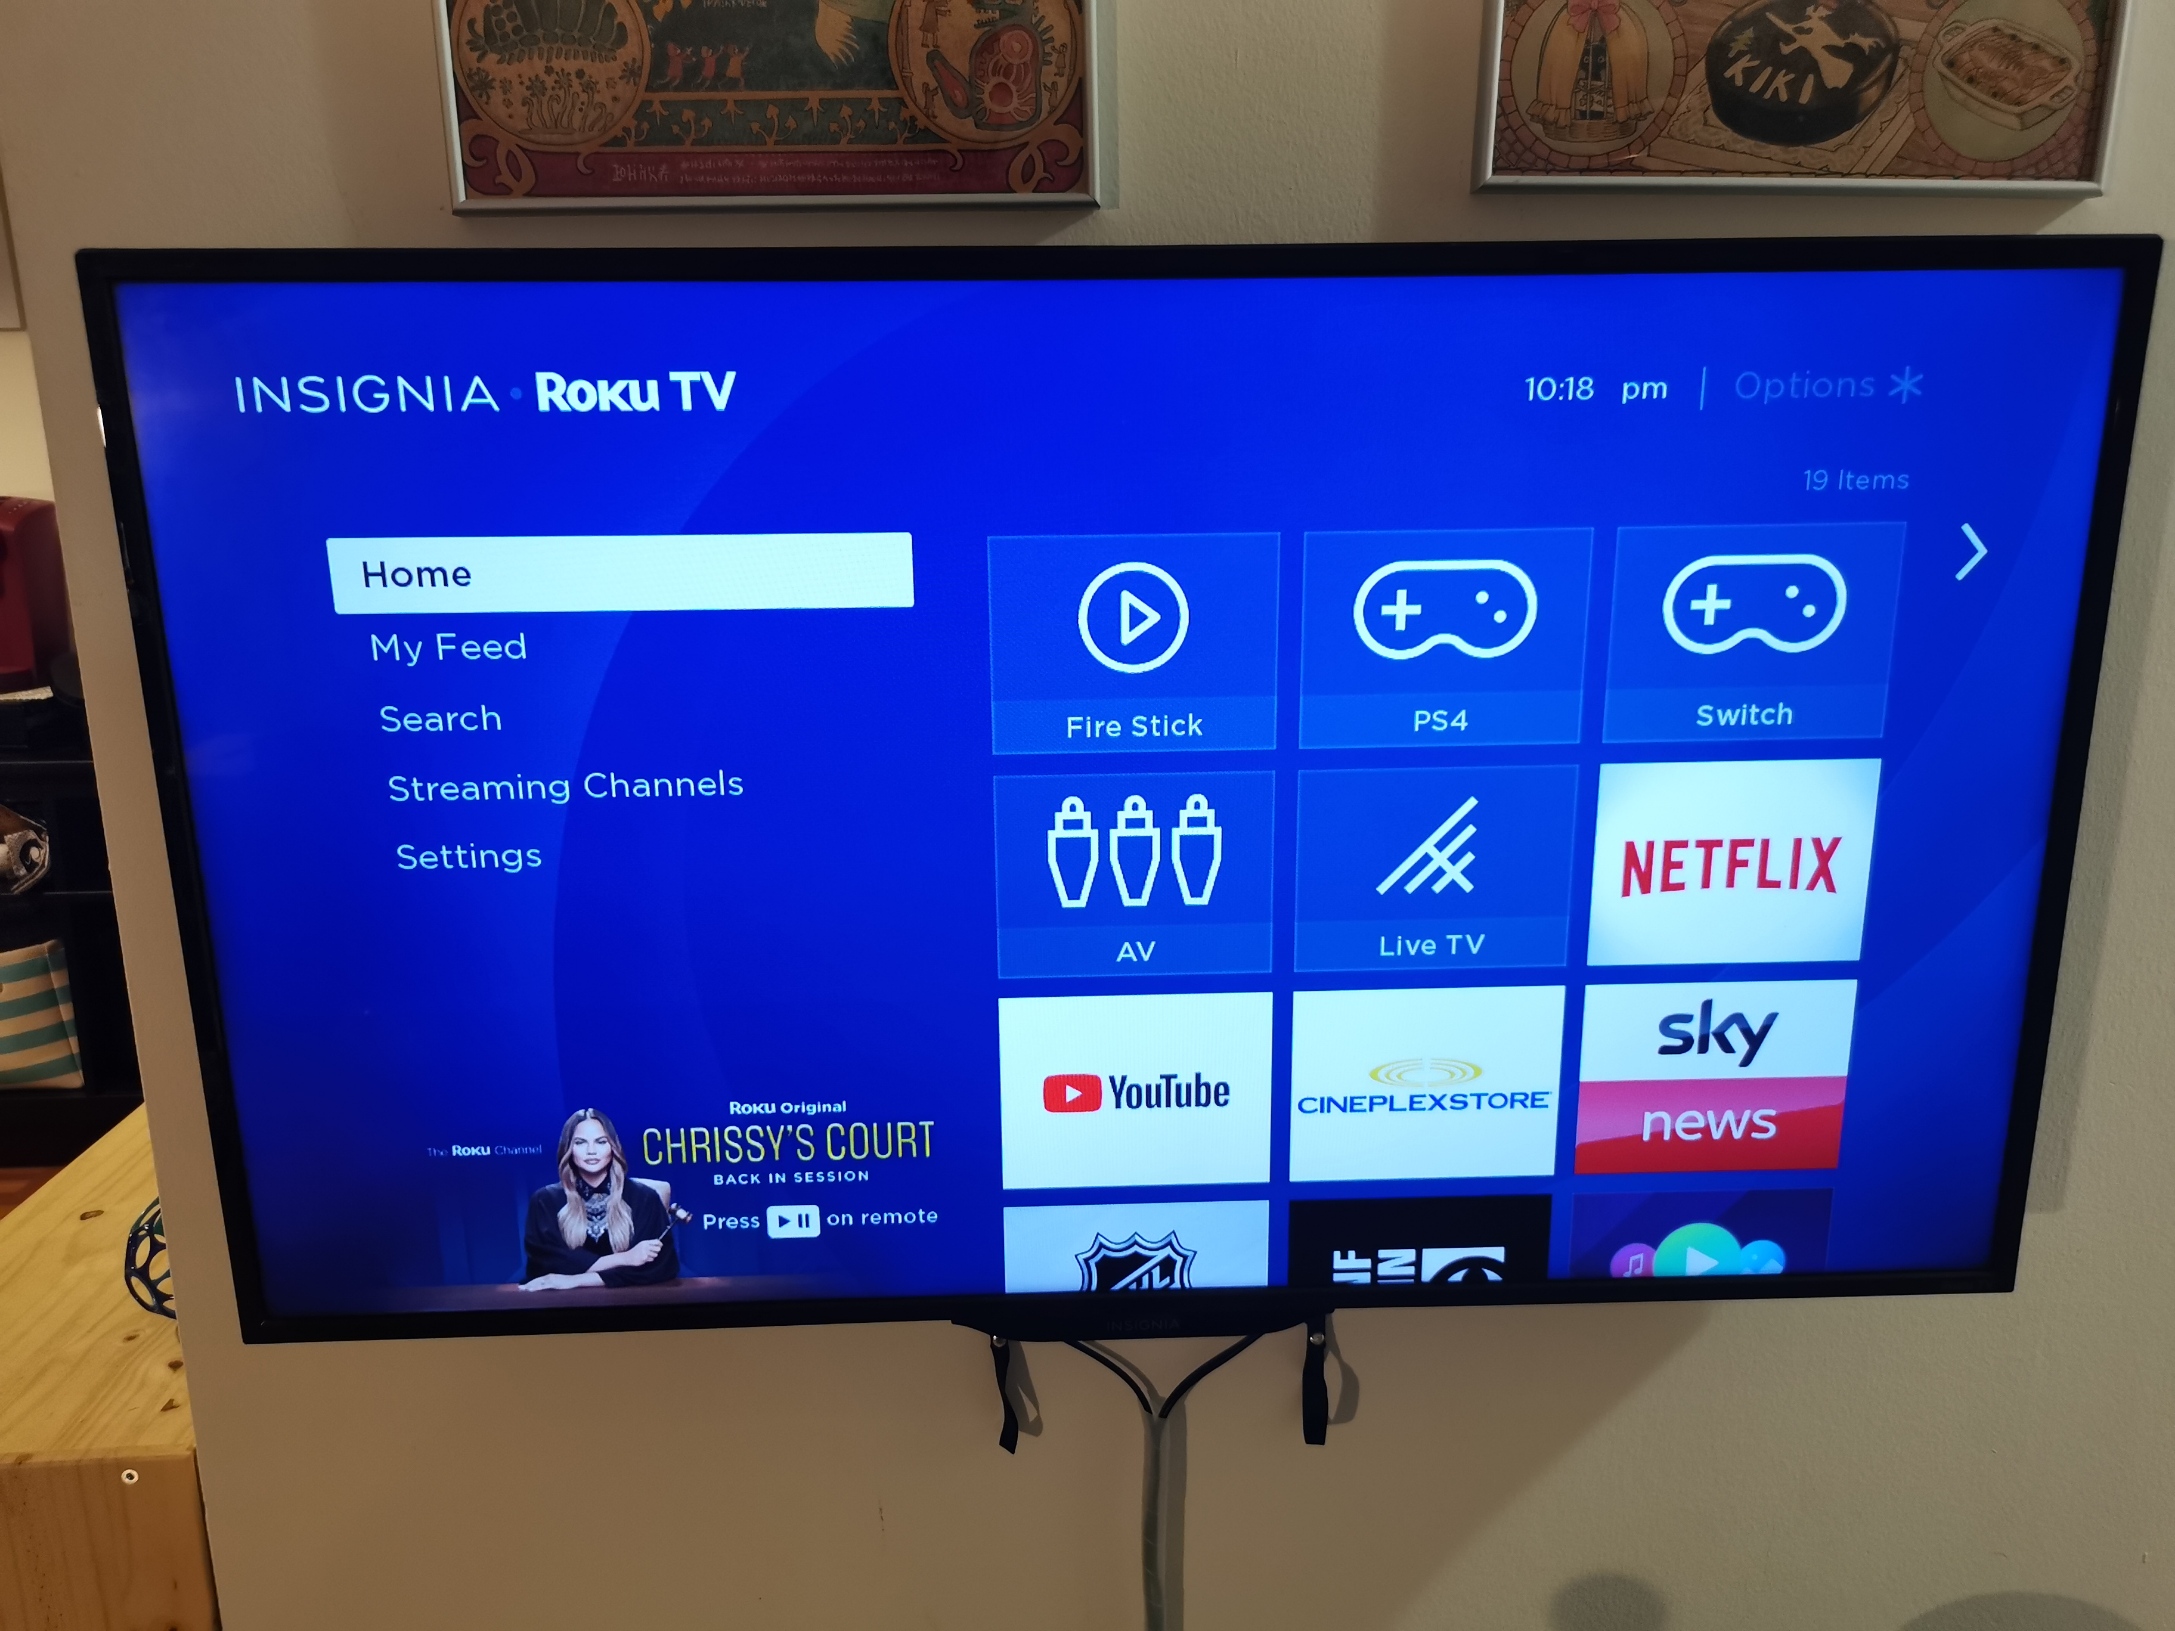 KIKI
INSIGNIA • Roku TV
10:18 pm | Options
19 Items
Home
My Feed
Search
Streaming Channels
Settings
Fire Stick
PS4
Switch
AV
Live TV
NETFLIX
YouTube
CINEPLEXSTORE
sky
news
The Roku Channel
Roku Original
CHRISSY'S COURT
BACK IN SESSION
Press on remote
INSIGNIA